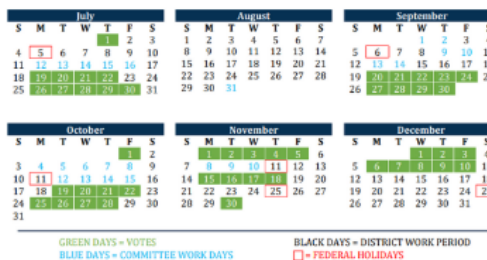 July
S M T W T F S
1 2 3
4 5 6 7 8 9 10
11 12 13 14 15 16 17
18 19 20 21 22 23 24
25 26 27 28 29 30 31
August
S M T W T F S
1 2 3 4 5 6 7
8 9 10 11 12 13 14
15 16 17 18 19 20 21
22 23 24 25 26 27 28
29 30 31
September
S M T W T F S
1 2 3
5 6 7 8 9 10
12 13 14 15 16 17
19 20 21 22 23 24
26 27 28 29 30
October
S M T W T F S
1 2
3 4 5 6 7 8 9
10 11 12 13 14 15 16
17 18 19 20 21 22 23
24 25 26 27 28 29 30
31
November
S M T W T F S
1 2 3 4 5 6
7 8 9 10 11 12 13
14 15 16 17 18 19 20
21 22 23 24 25 26 27
28 29 30
December
S M T W T F S
1 2 3
5 6 7 8 9 10
12 13 14 15 16 17
19 20 21 22 23 24
26 27 28 29 30 31
GREEN DAYS = VOTES
BLUE DAYS = COMMITTEE WORK DAYS
BLACK DAYS = DISTRICT WORK PERIOD
= FEDERAL HOLIDAYS